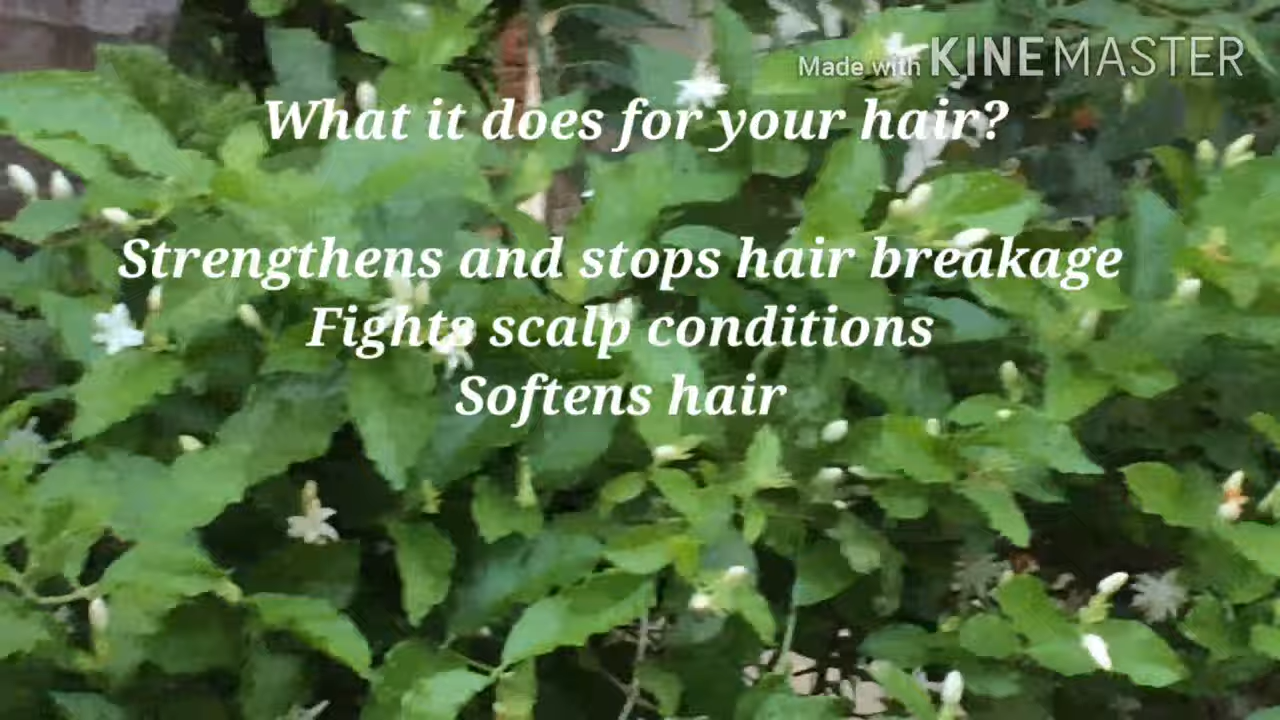 Made with KINEMASTER
What it does for your hair?
Strengthens and stops hair breakage
Fights scalp conditions
Softens hair